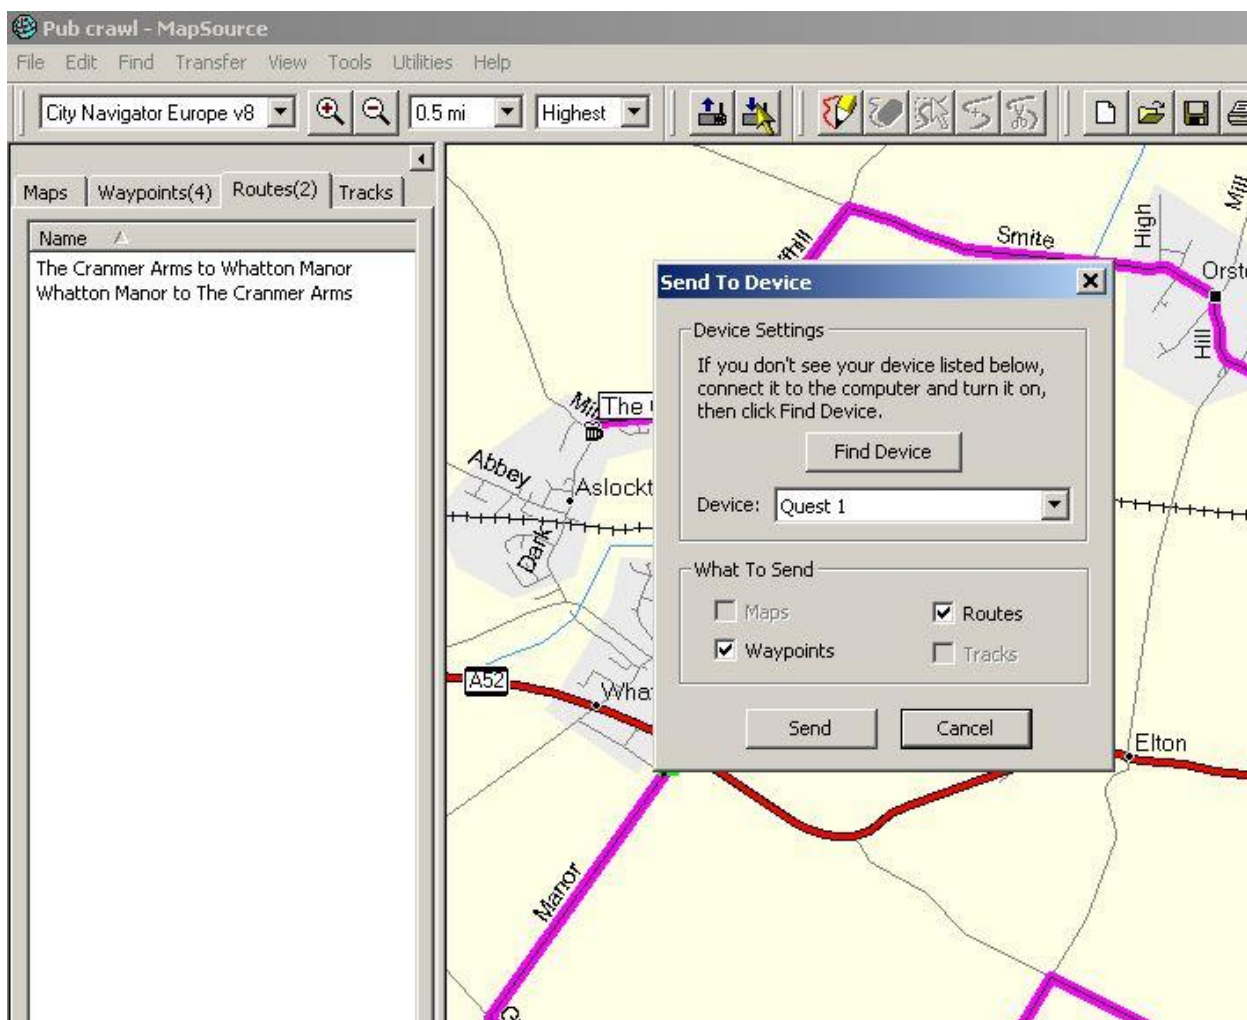 Pub crawl - MapSource
File Edit Find Transfer View Tools Utilities Help
City Navigator Europe v8 0.5 mi Highest
Maps Waypoints(4) Routes(2) Tracks
Name
The Cranmer Arms to Whatton Manor
Whatton Manor to The Cranmer Arms
Smite
High
Mill
Orst
Hill
Mill
The
Abbey
Aslockt
Dark
A52
What
Elton
Manor
Send To Device
Device Settings
If you don't see your device listed below,
connect it to the computer and turn it on,
then click Find Device.
Find Device
Device: Quest 1
What To Send
Maps Routes
Waypoints Tracks
Send Cancel